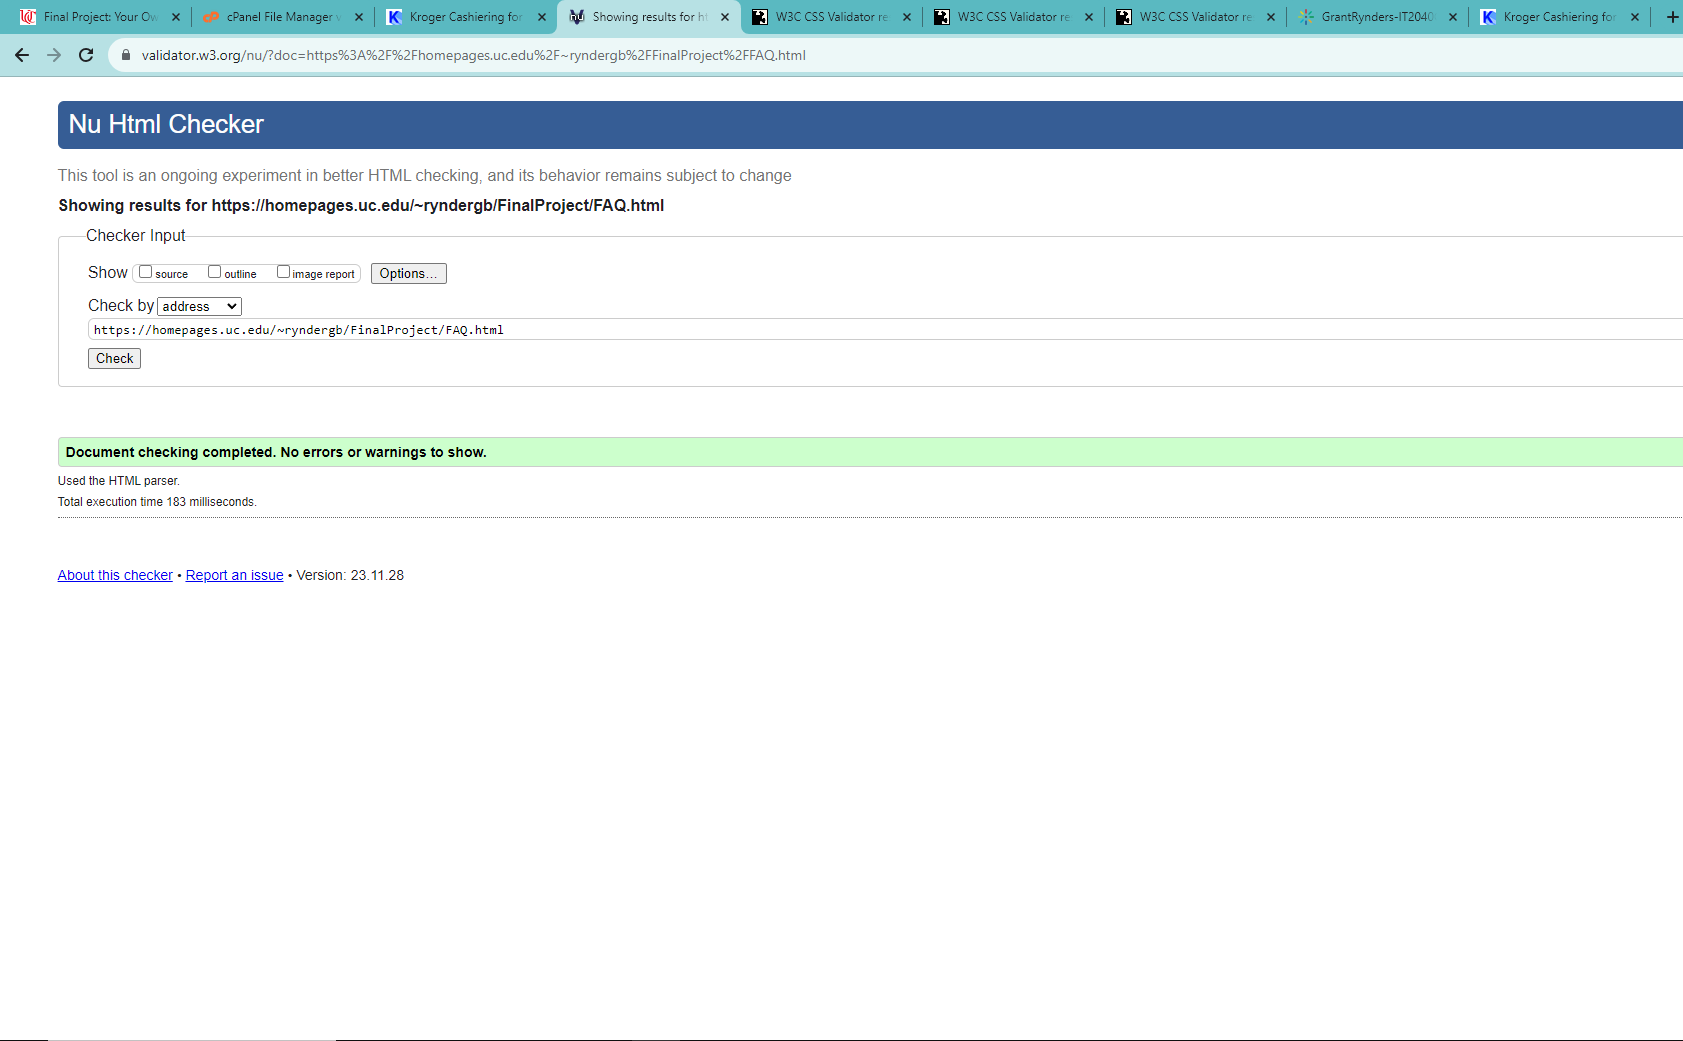 Final Project: Your Ow
cPanel File Manager v
Kroger Cashiering for
Showing results for ht
W3C CSS Validator re
W3C CSS Validator re
W3C CSS Validator re
GrantRynders-IT2040
Kroger Cashiering for
validator.w3.org/nu/?doc=https%3A%2F%2Fhomepages.uc.edu%2F~ryndergb%2FFinalProject%2FFAQ.html
Nu Html Checker
This tool is an ongoing experiment in better HTML checking, and its behavior remains subject to change
Showing results for https://homepages.uc.edu/~ryndergb/FinalProject/FAQ.html
Checker Input
Show source outline image report Options...
Check by address
https://homepages.uc.edu/~ryndergb/FinalProject/FAQ.html
Check
Document checking completed. No errors or warnings to show.
Used the HTML parser.
Total execution time 183 milliseconds.
About this checker • Report an issue • Version: 23.11.28